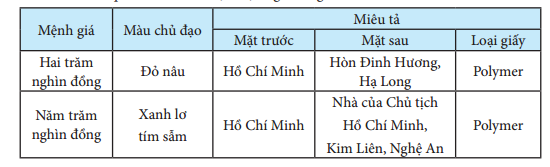 Mệnh giá Màu chủ đạo Miêu tả
Mặt trước Mặt sau Loại giấy
Hai trăm
nghìn đồng
Đỏ nâu
Hồ Chí Minh
Hòn Đinh Hương,
Hạ Long
Polymer
Năm trăm
nghìn đồng
Xanh lơ
tím sẫm
Hồ Chí Minh
Nhà của Chủ tịch
Hồ Chí Minh,
Kim Liên, Nghệ An
Polymer